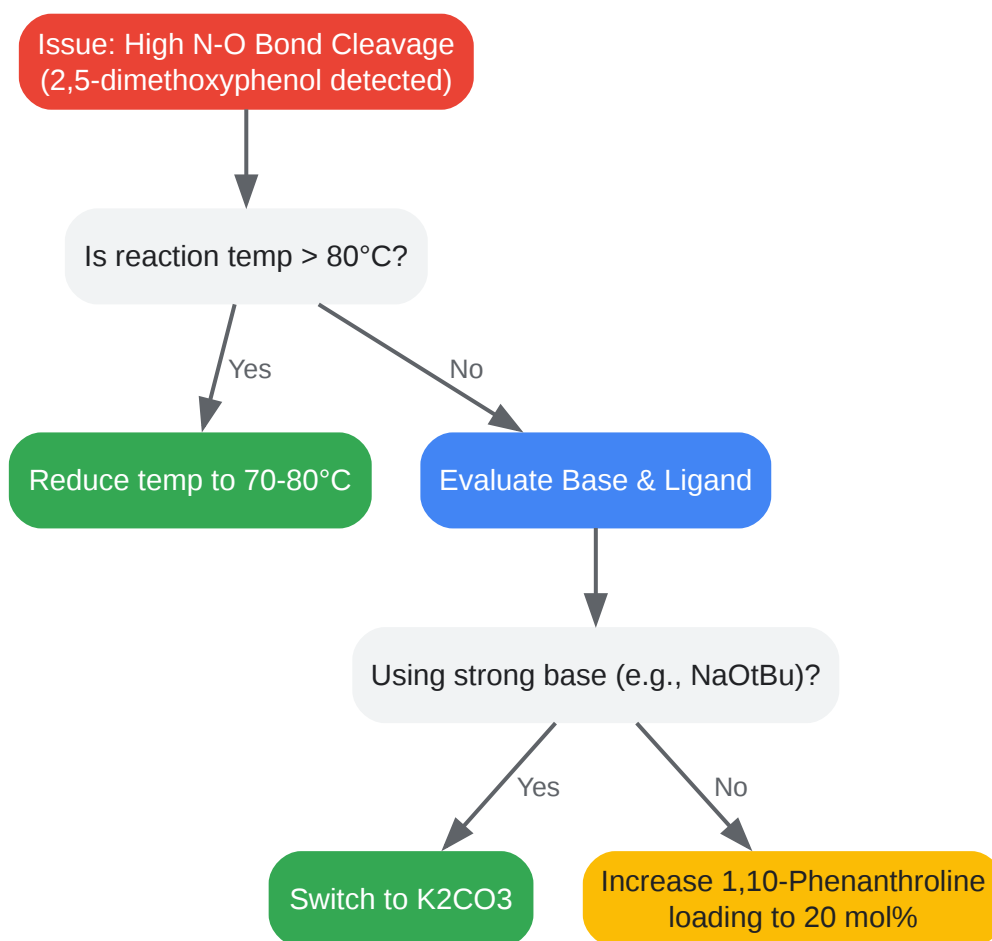 Issue: High N-O Bond Cleavage
(2,5-dimethoxyphenol detected)
Is reaction temp > 80°C?
Yes
No
Reduce temp to 70-80°C
Evaluate Base & Ligand
Using strong base (e.g., NaOtBu)?
Yes
No
Switch to K2CO3
Increase 1,10-Phenanthroline
loading to 20 mol%